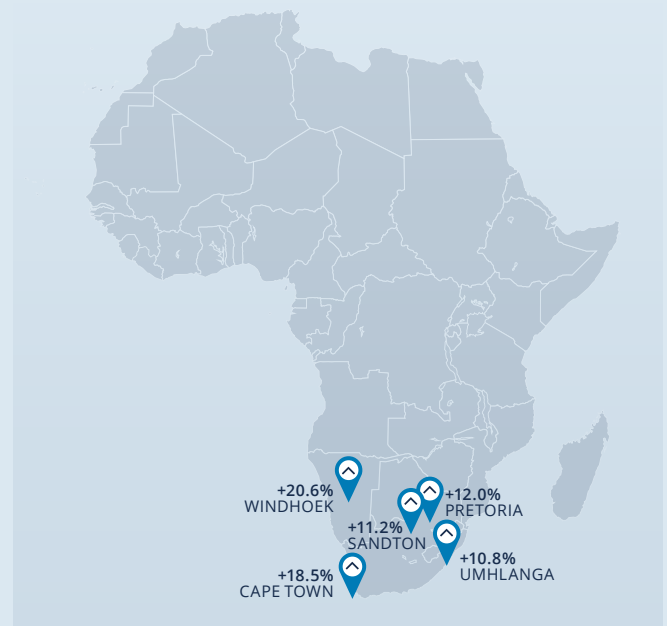 +20.6%
WINDHOEK
+12.0%
PRETORIA
+11.2%
SANDTON
+10.8%
UMHLANGA
+18.5%
CAPE TOWN